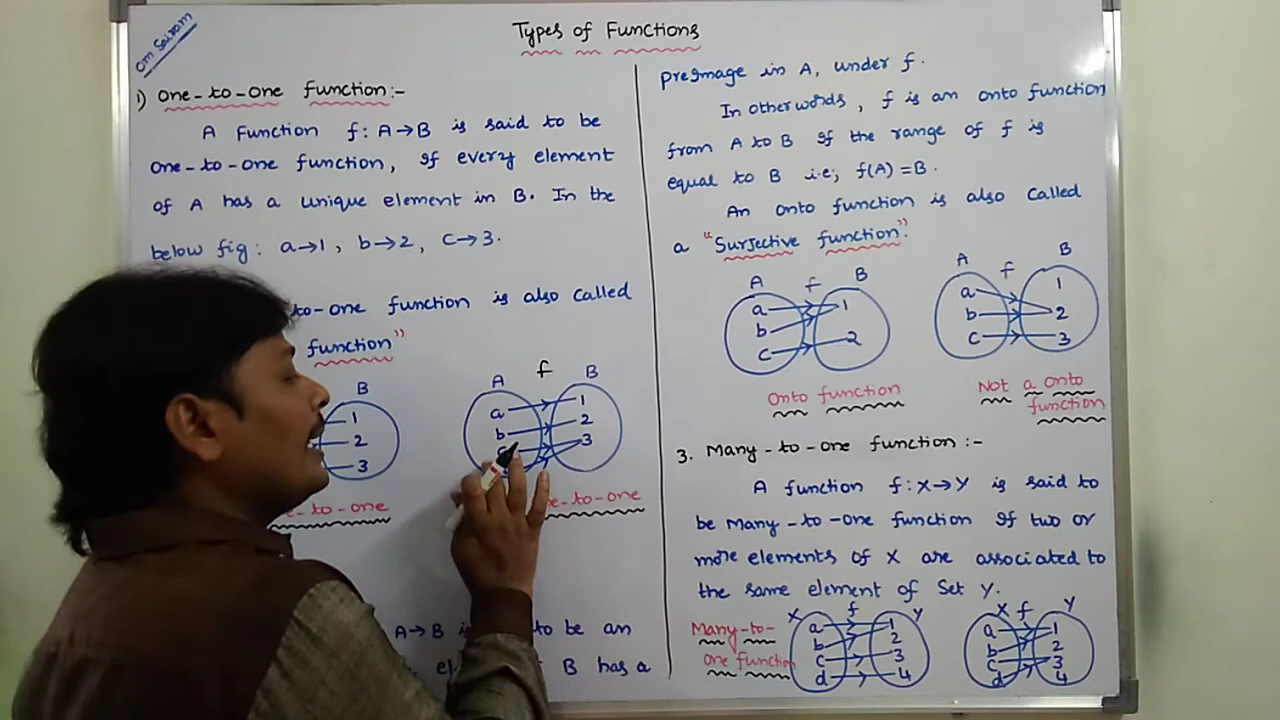 Om Sairam
Types of Functions
1) One-to-one function:-
A Function f: A→B is said to be
one-to-one function, if every element
of A has a unique element in B. In the
below fig: a→1, b→2, c→3.
to-one function is also called
function"
B
1
2
3
e-to-one
A f B
a 1
b 2
c 3
e-to-one
A→B to be an
B has a
preimage in A, under f.
In other words, f is an onto function
from A to B if the range of f is
equal to B i.e; f(A) = B.
An onto function is also called
a "Surjective function".
A f B
a 1
b
c 2
Onto function
A f B
a 1
b 2
c 3
Not a onto
function
3. Many-to-one function:-
A function f: X→Y is said to
be Many-to-one function if two or
more elements of X are associated to
the same element of Set Y.
Many-to-
one function
X f Y
a 1
b 2
c 3
d 4
X f Y
a 1
b 2
c 3
d 4